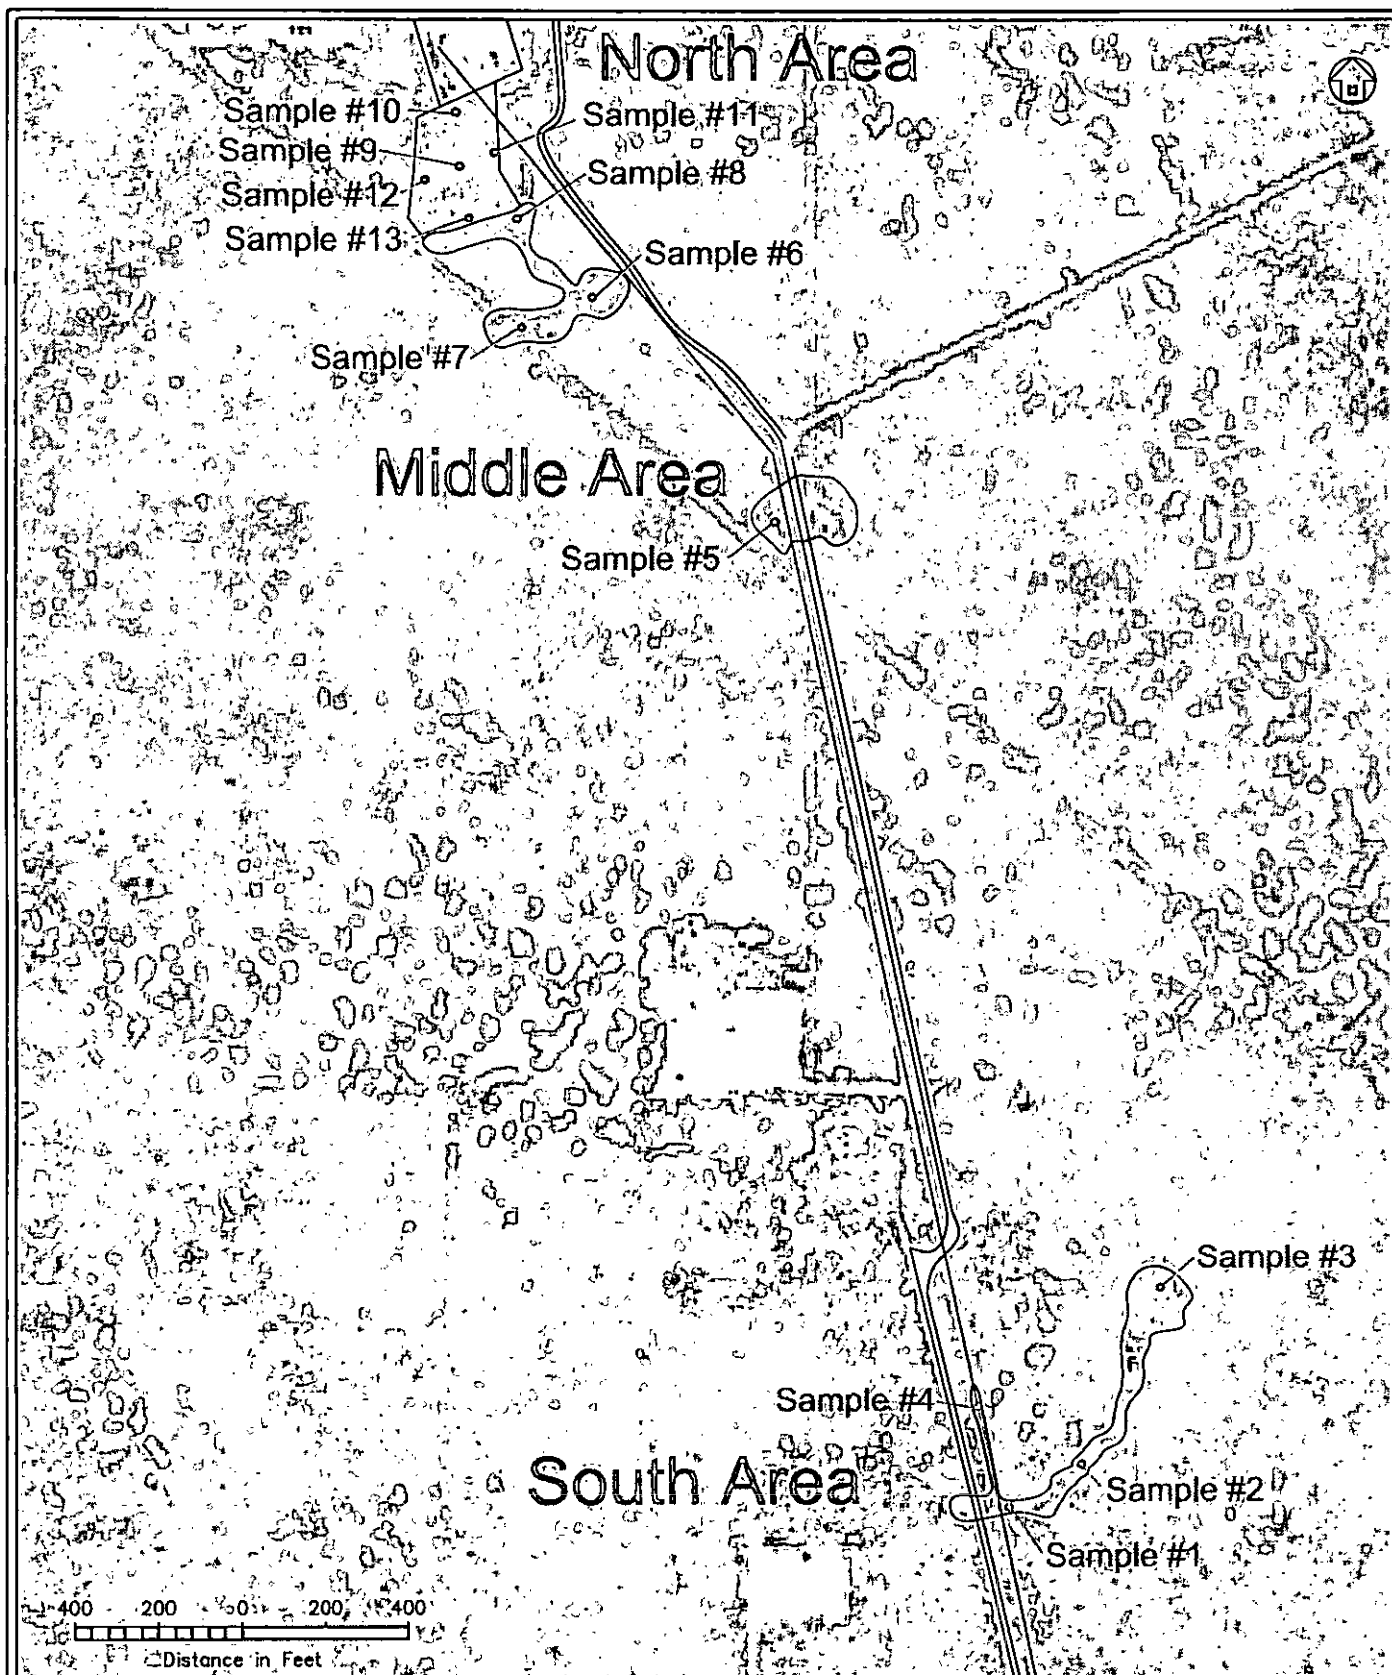 North Area
Sample #10
Sample #11
Sample #9
Sample #8
Sample #12
Sample #13
Sample #6
Sample #7
Middle Area
Sample #5
Sample #3
Sample #4
South Area
Sample #2
Sample #1
400 200 0 200 400
Distance in Feet